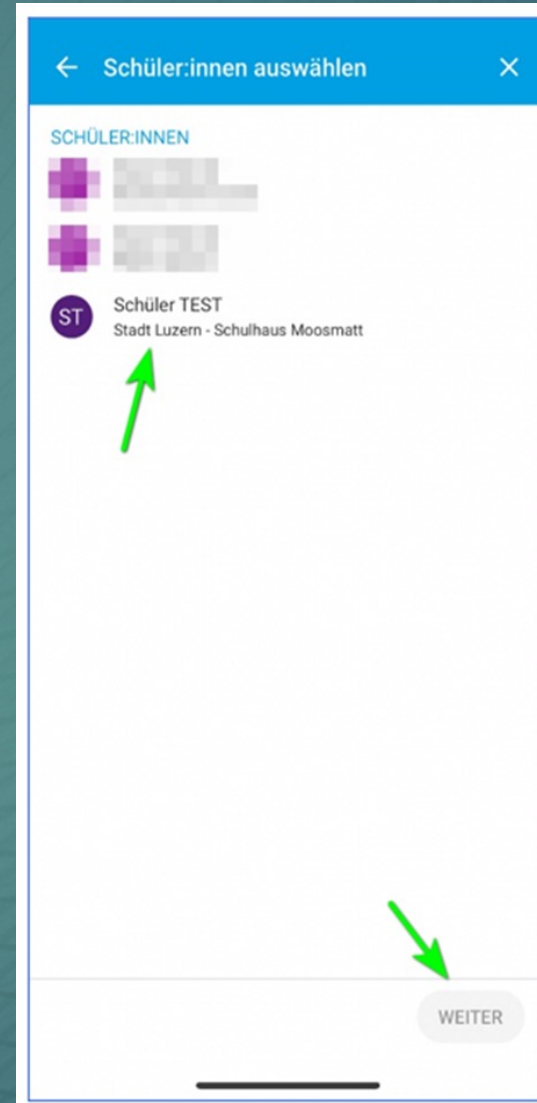 Schüler:innen auswählen
SCHÜLER:INNEN
ST
Schüler TEST
Stadt Luzern - Schulhaus Moosmatt
WEITER